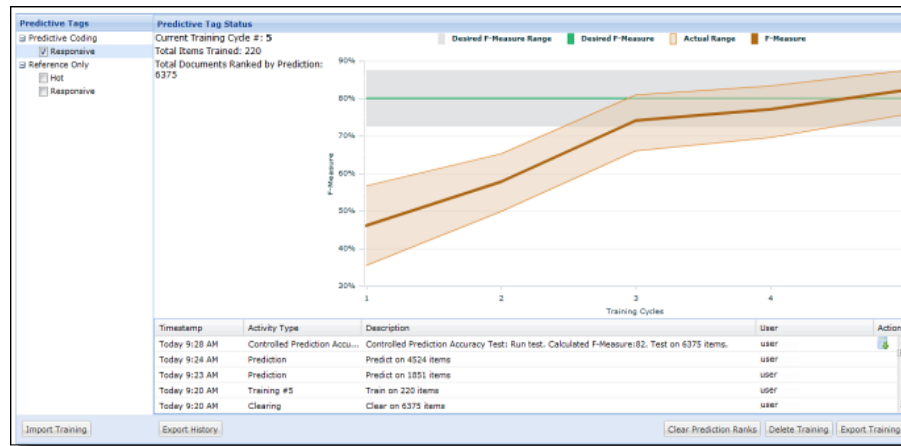 Predictive Tags
Predictive Coding
Responsive
Reference Only
Hot
Responsive
Predictive Tag Status
Current Training Cycle #: 5
Total Items Trained: 220
Total Documents Ranked by Prediction:
6375
Desired F-Measure Range Desired F-Measure Actual Range F-Measure
90%
80%
70%
60%
50%
40%
30%
F-Measure
1 2 3 4
Training Cycles
Timestamp Activity Type Description User Action
Today 9:28 AM Controlled Prediction Accu... Controlled Prediction Accuracy Test: Run test. Calculated F-Measure:82. Test on 6375 items. user
Today 9:24 AM Prediction Predict on 4524 items user
Today 9:23 AM Prediction Predict on 1851 items user
Today 9:20 AM Training #5 Train on 220 items user
Today 9:20 AM Clearing Clear on 6375 items user
Import Training Export History Clear Prediction Ranks Delete Training Export Training